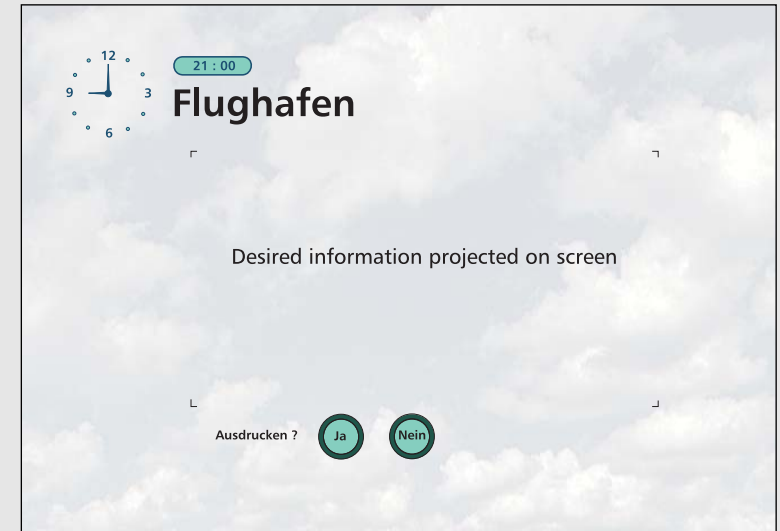 12
9 3
6
21 : 00
Flughafen
Desired information projected on screen
Ausdrucken ? Ja Nein